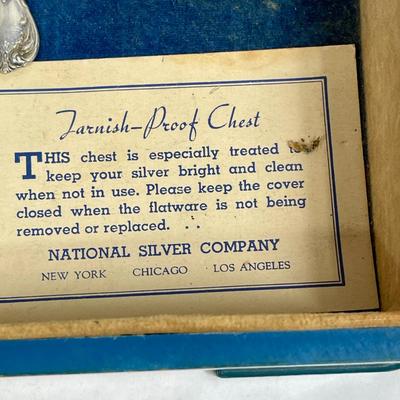 Tarnish-Proof Chest
THIS chest is especially treated to
keep your silver bright and clean
when not in use. Please keep the cover
closed when the flatware is not being
removed or replaced. . .
NATIONAL SILVER COMPANY
NEW YORK CHICAGO LOS ANGELES